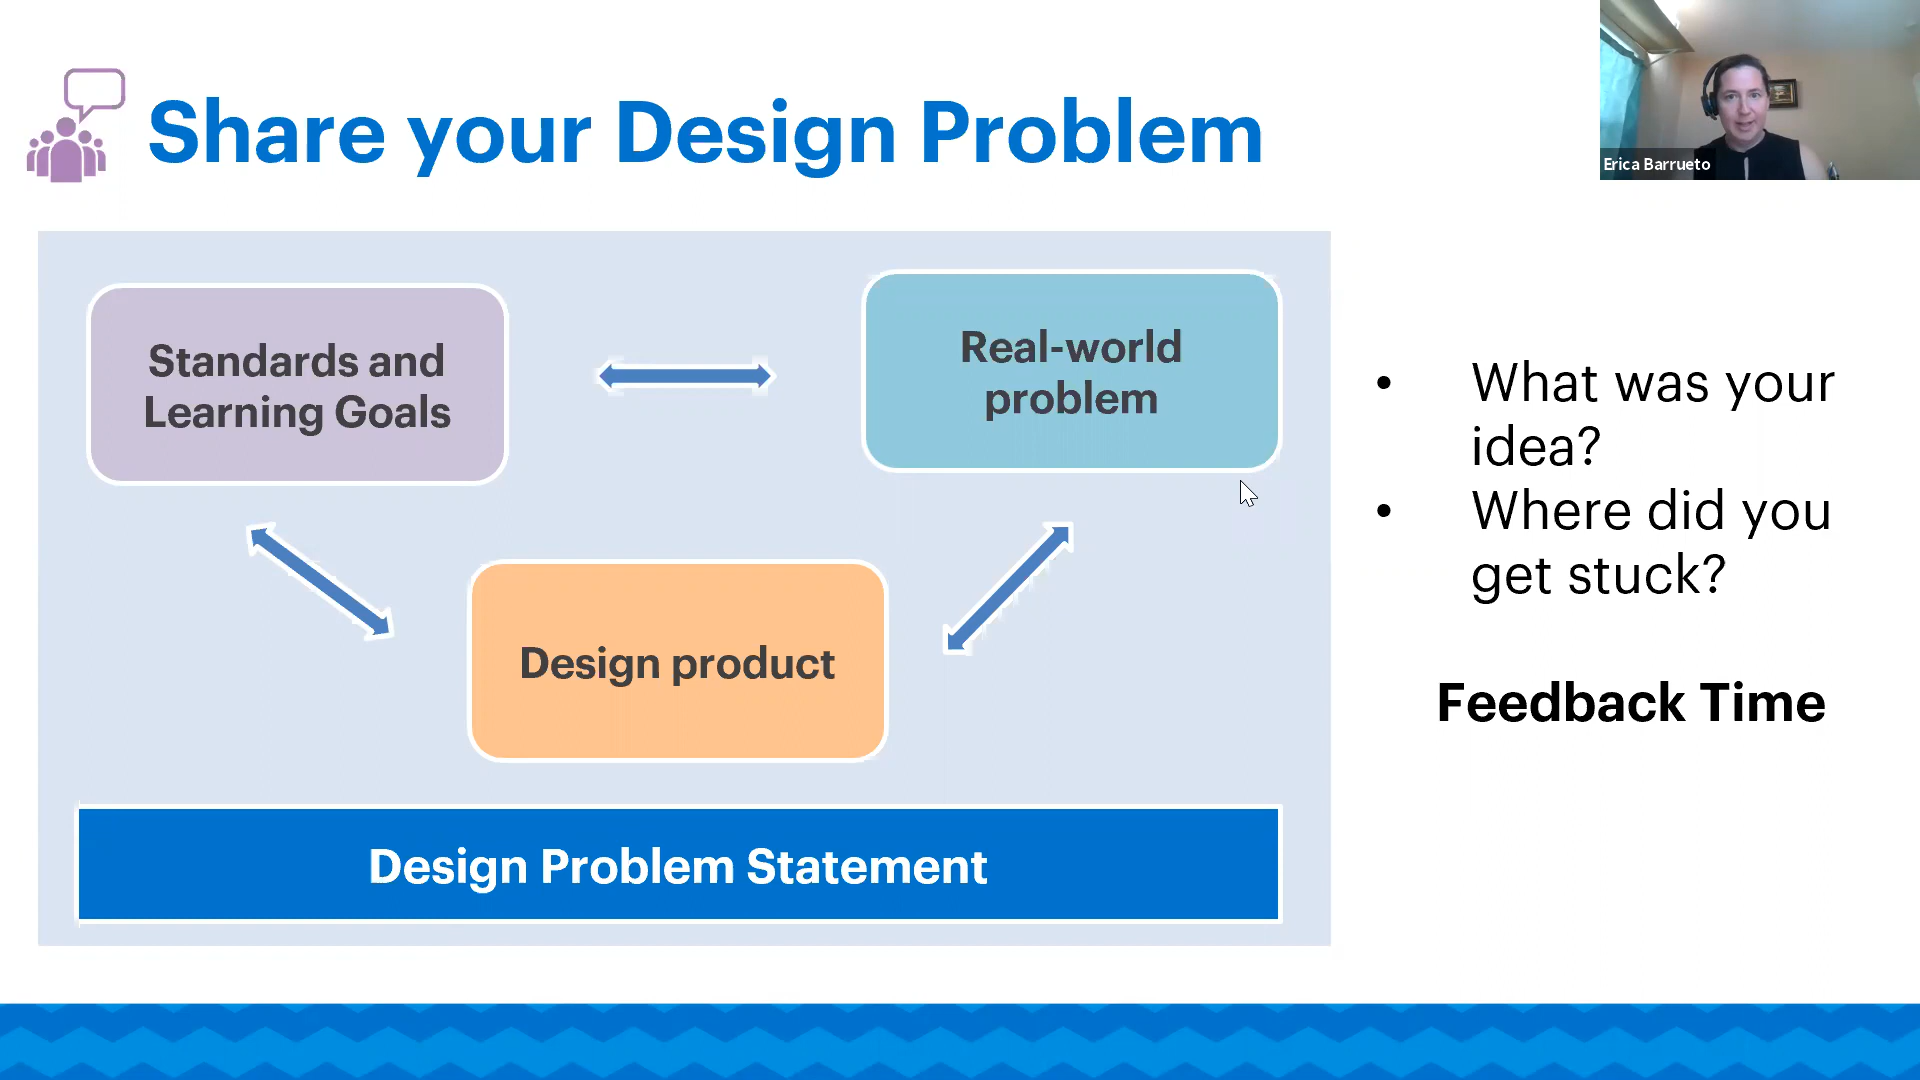 Share your Design Problem
Erica Barrueto
Standards and
Learning Goals
Real-world
problem
Design product
Design Problem Statement
• What was your
idea?
• Where did you
get stuck?
Feedback Time